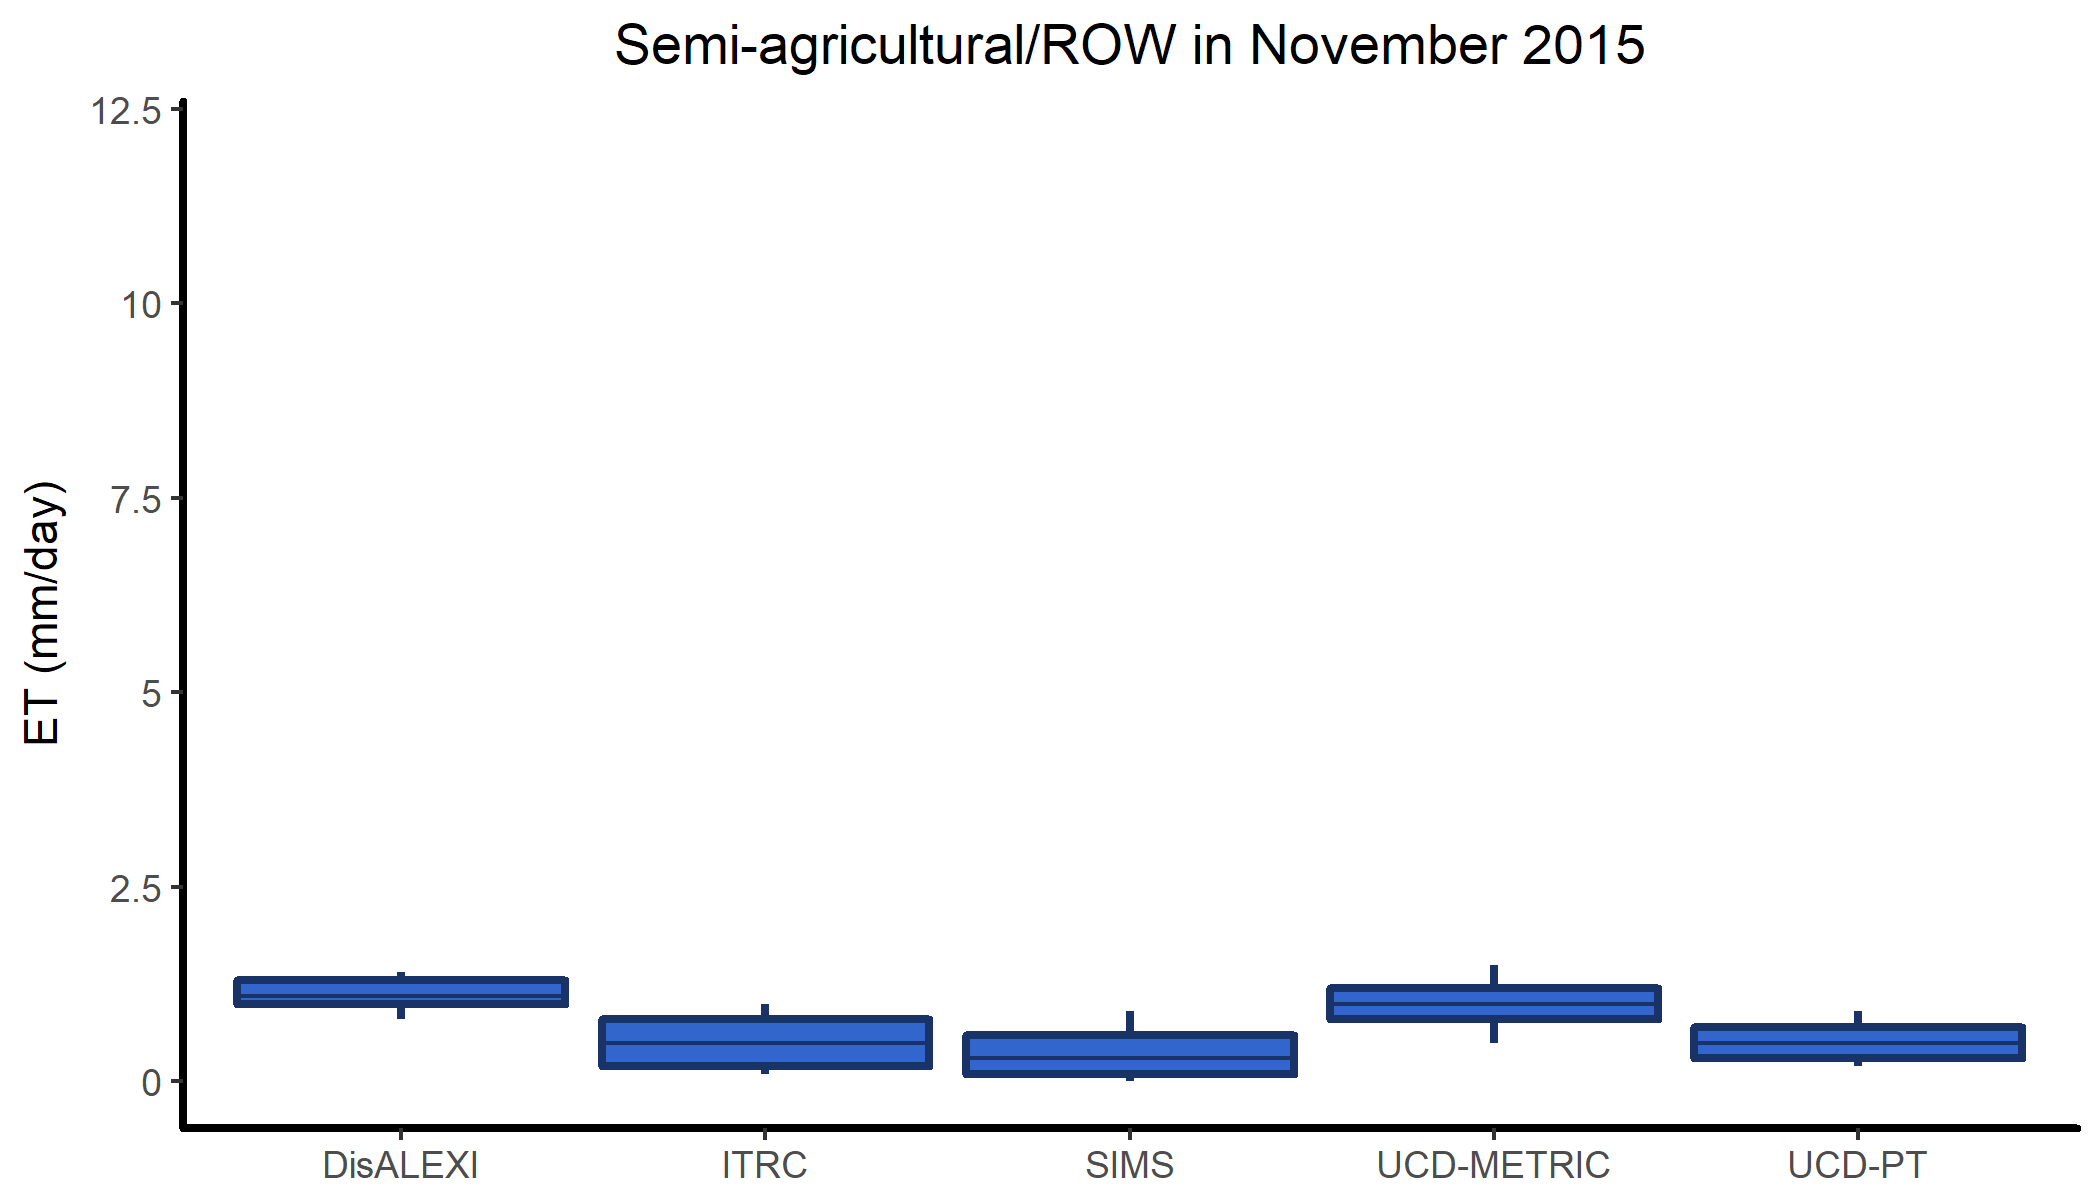 Semi-agricultural/ROW in November 2015
12.5
10
7.5
5
2.5
0
ET (mm/day)
DisALEXI ITRC SIMS UCD-METRIC UCD-PT